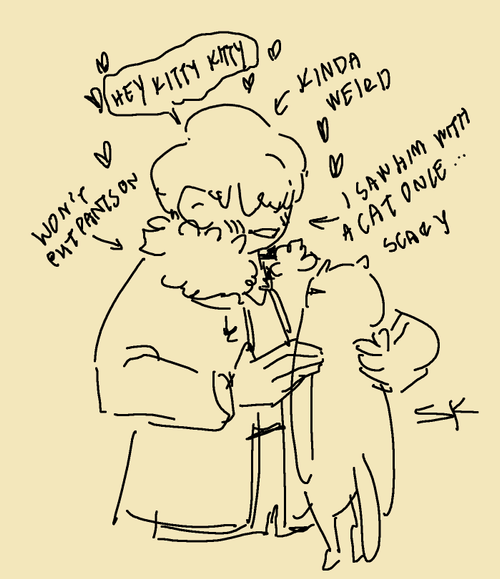 HEY KITTY KITTY
KINDA
WEIRD
WON'T
PUT PANTS ON
I SAW HIM WITH
A CAT ONCE...
SCARY
SK